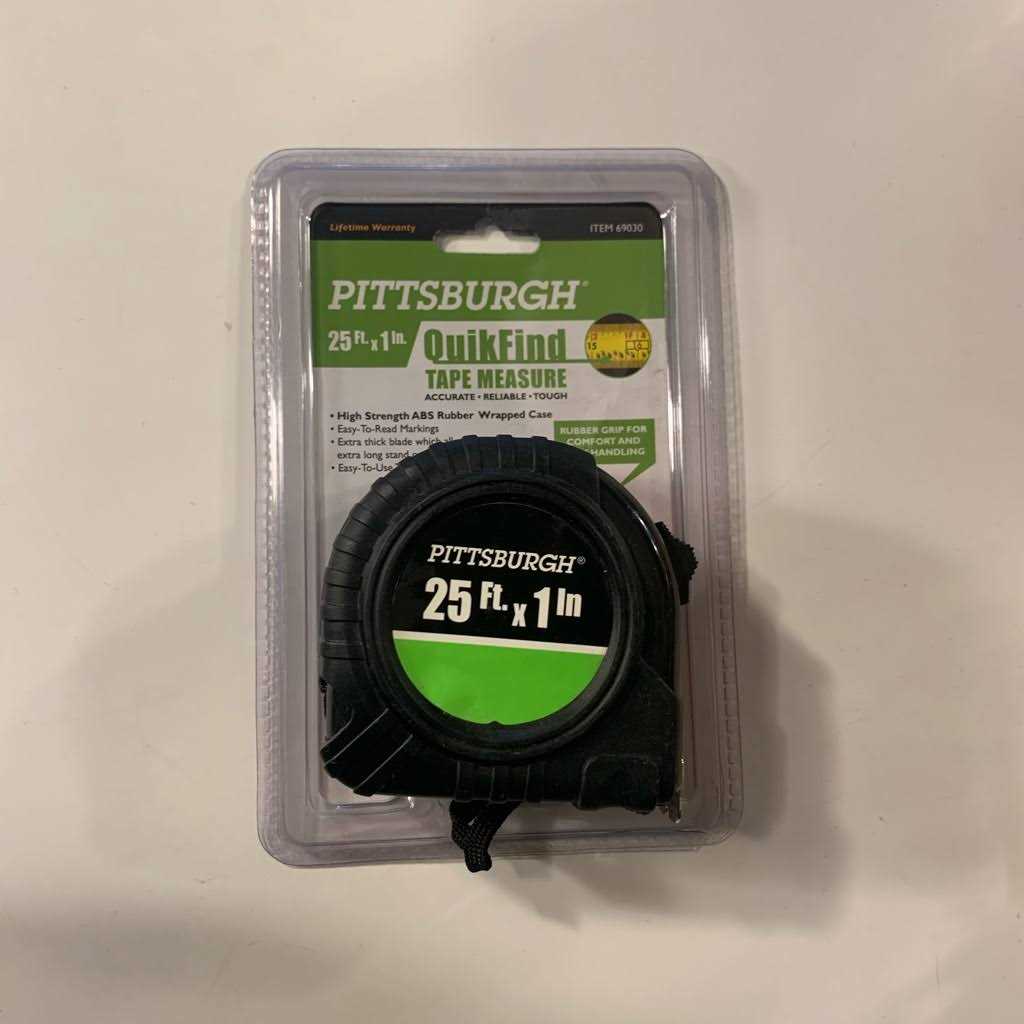 Lifetime Warranty
ITEM 69030
PITTSBURGH®
25 Ft. x 1 In.
QuikFind
TAPE MEASURE
ACCURATE • RELIABLE • TOUGH
• High Strength ABS Rubber Wrapped Case
• Easy-To-Read Markings
• Extra thick blade which
extra long stand
• Easy-To-Use
RUBBER GRIP FOR
COMFORT AND
HANDLING
15
PITTSBURGH®
25 Ft. x 1 In